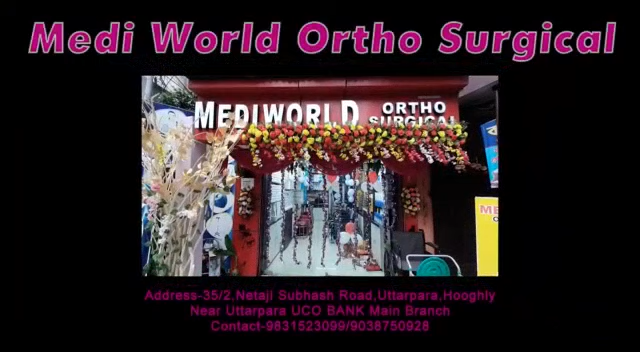 Medi World Ortho Surgical
MEDIWORLD ORTHO
SURGICAL
Address-35/2,Netaji Subhash Road,Uttarpara,Hooghly
Near Uttarpara UCO BANK Main Branch
Contact-9831523099/9038750928